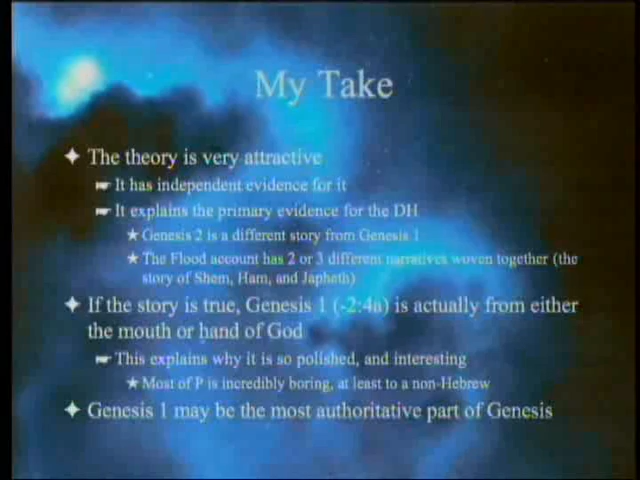 My Take
The theory is very attractive
It has independent evidence for it
It explains the primary evidence for the DH
Genesis 2 is a different story from Genesis 1
The Flood account has 2 or 3 different narratives woven together (the
story of Shem, Ham, and Japheth)
If the story is true, Genesis 1 (-2:4a) is actually from either
the mouth or hand of God
This explains why it is so polished, and interesting
Most of P is incredibly boring, at least to a non-Hebrew
Genesis 1 may be the most authoritative part of Genesis